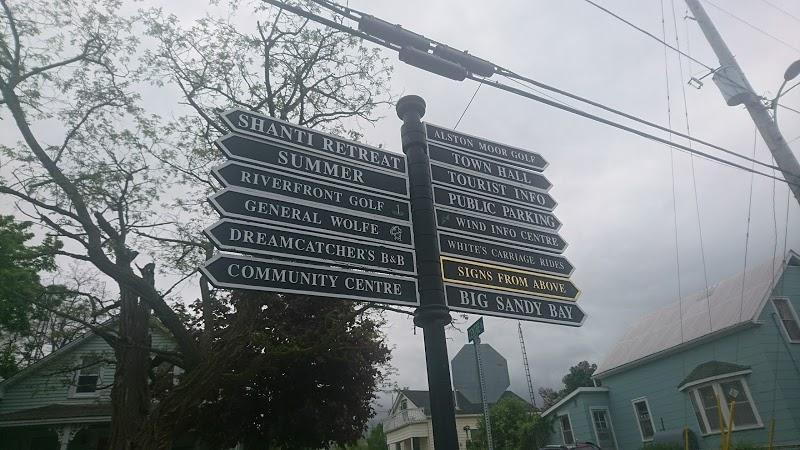 SHANTI RETREAT
SUMMER
RIVERFRONT GOLF
GENERAL WOLFE
DREAMCATCHER'S B&B
COMMUNITY CENTRE
ALSTON MOOR GOLF
TOWN HALL
TOURIST INFO
PUBLIC PARKING
WIND INFO CENTRE
WHITE'S CARRIAGE RIDES
SIGNS FROM ABOVE
BIG SANDY BAY